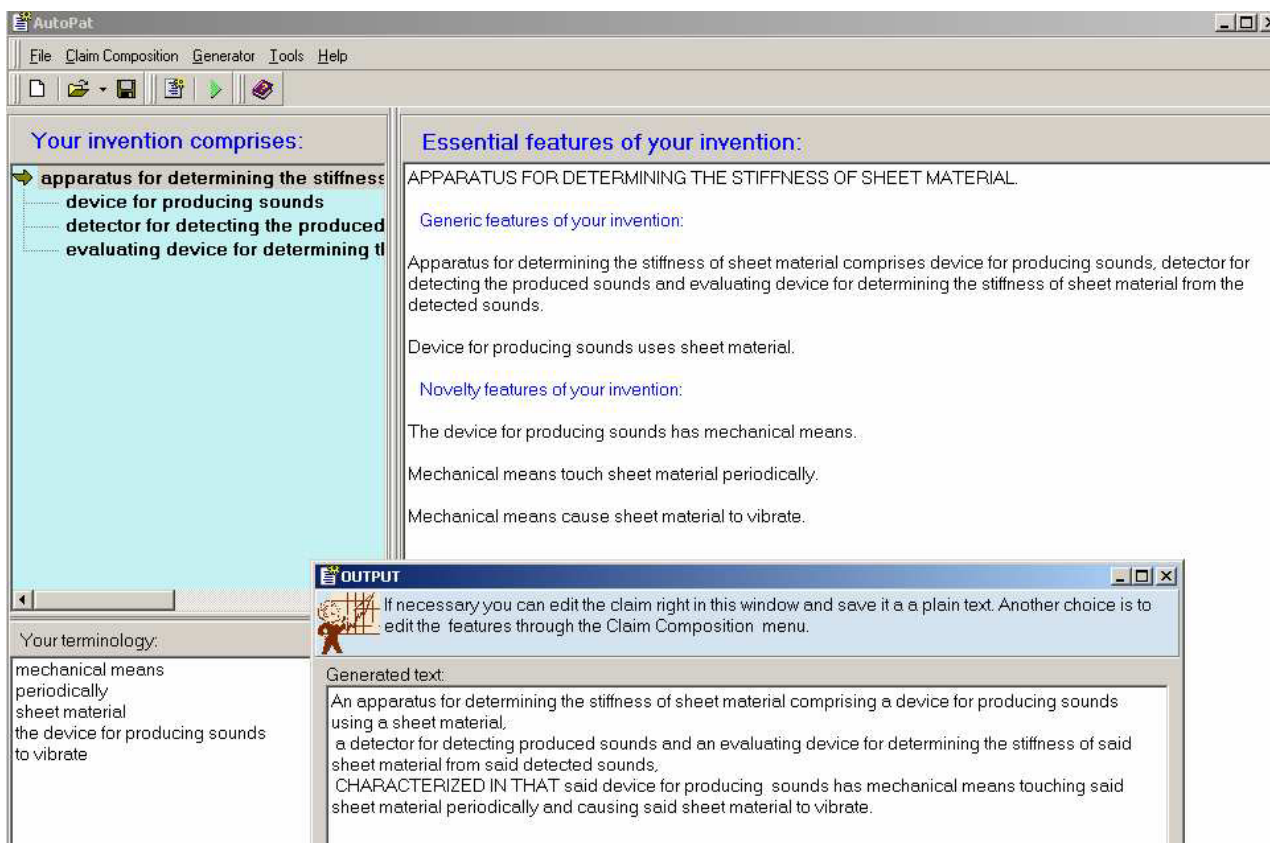 AutoPat
File Claim Composition Generator Tools Help
Your invention comprises:
apparatus for determining the stiffness
device for producing sounds
detector for detecting the produced
evaluating device for determining
Essential features of your invention:
APPARATUS FOR DETERMINING THE STIFFNESS OF SHEET MATERIAL.
Generic features of your invention:
Apparatus for determining the stiffness of sheet material comprises device for producing sounds, detector for
detecting the produced sounds and evaluating device for determining the stiffness of sheet material from the
detected sounds.
Device for producing sounds uses sheet material.
Novelty features of your invention:
The device for producing sounds has mechanical means.
Mechanical means touch sheet material periodically.
Mechanical means cause sheet material to vibrate.
Your terminology:
mechanical means
periodically
sheet material
the device for producing sounds
to vibrate
OUTPUT
If necessary you can edit the claim right in this window and save it a a plain text. Another choice is to
edit the features through the Claim Composition menu.
Generated text:
An apparatus for determining the stiffness of sheet material comprising a device for producing sounds
using a sheet material,
a detector for detecting produced sounds and an evaluating device for determining the stiffness of said
sheet material from said detected sounds,
CHARACTERIZED IN THAT said device for producing sounds has mechanical means touching said
sheet material periodically and causing said sheet material to vibrate.